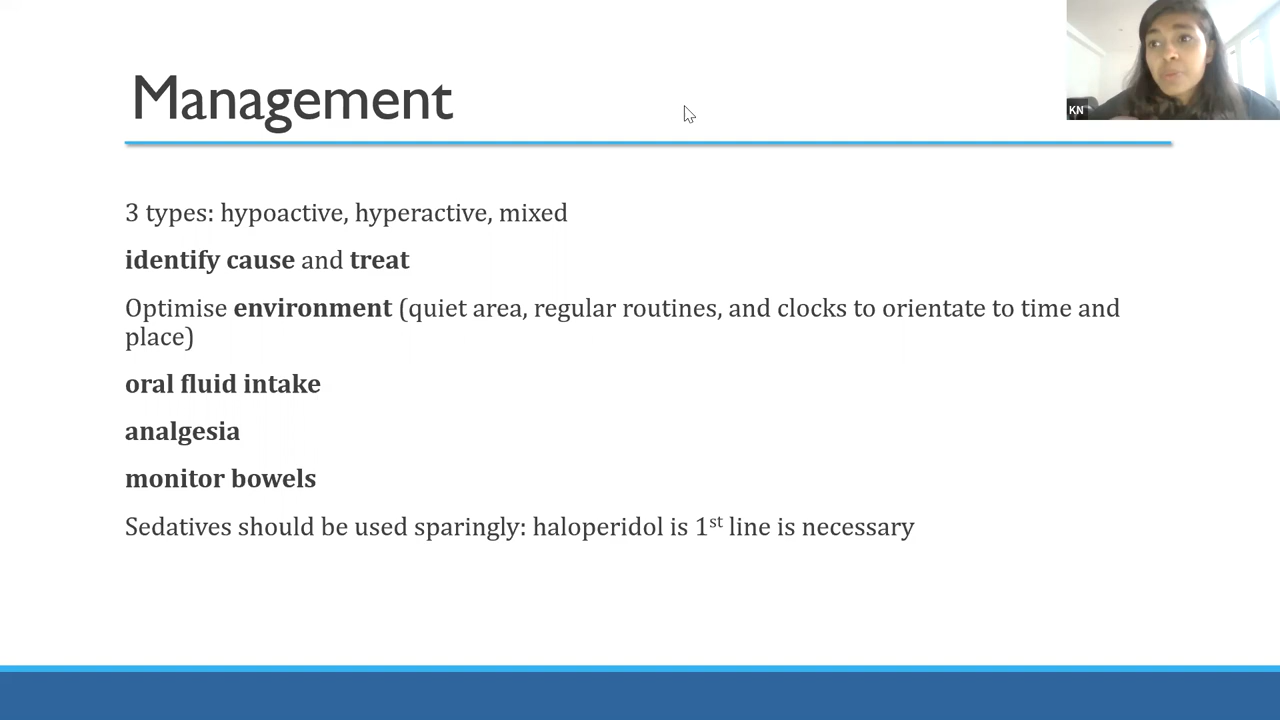 Management
KN
3 types: hypoactive, hyperactive, mixed
identify cause and treat
Optimise environment (quiet area, regular routines, and clocks to orientate to time and
place)
oral fluid intake
analgesia
monitor bowels
Sedatives should be used sparingly: haloperidol is 1st line is necessary